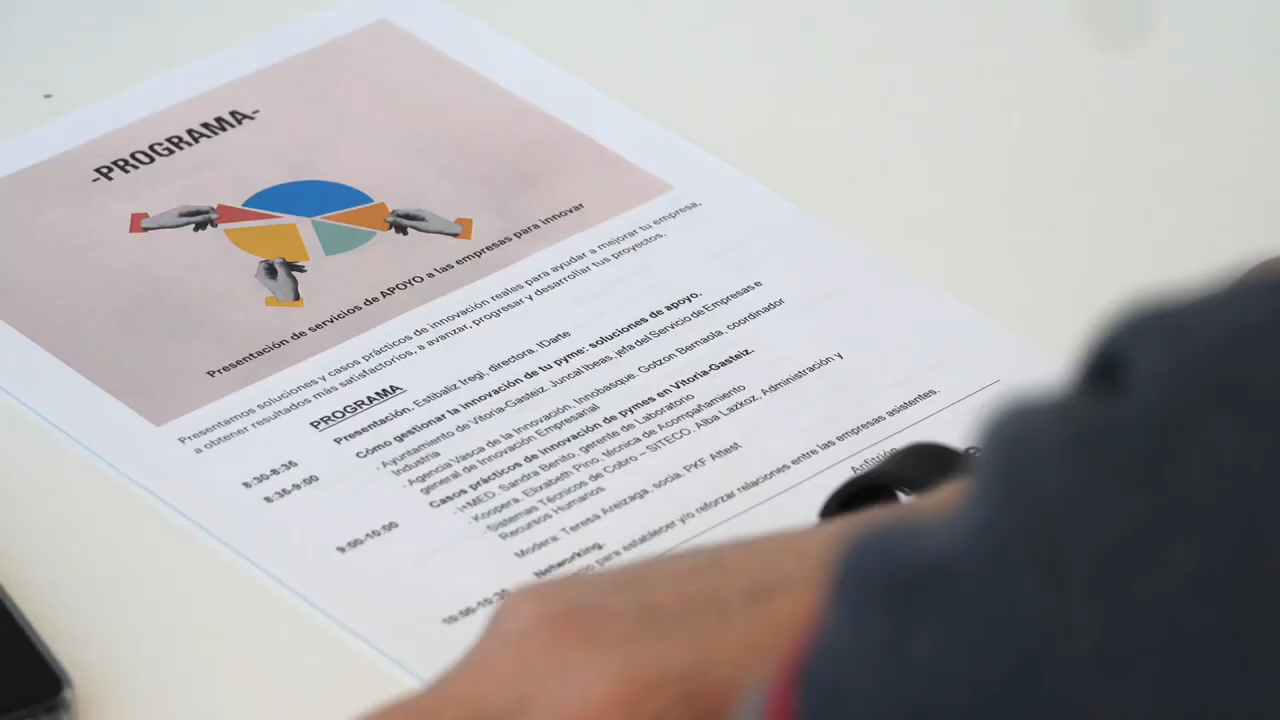 -PROGRAMA-
Presentación de servicios de APOYO a las empresas para innovar
Presentamos soluciones y casos prácticos de innovación reales para ayudar a mejorar tu empresa,
a obtener resultados más satisfactorios, a avanzar, progresar y desarrollar tus proyectos.
PROGRAMA
8:30-8:35 Presentación. Estibaliz Iregi, directora. IDarte
8:35-9:00 Cómo gestionar la innovación de tu pyme: soluciones de apoyo.
- Ayuntamiento de Vitoria-Gasteiz. Juncal Ibeas, jefa del Servicio de Empresas e
Industria
- Agencia Vasca de la Innovación, Innobasque. Gotzon Bernaola, coordinador
general de Innovación Empresarial
9:00-10:00 Casos prácticos de innovación de pymes en Vitoria-Gasteiz.
- i+MED. Sandra Benito, gerente de Laboratorio
- Koopera. Elixabeth Pino, técnica de Acompañamiento
- Sistemas Técnicos de Cobro – SITECO. Alba Lazkoz, Administración y
Recursos Humanos
Modera: Teresa Areizaga, socia. PKF Attest
10:00-10:35 Networking.
para establecer y/o reforzar relaciones entre las empresas asistentes.